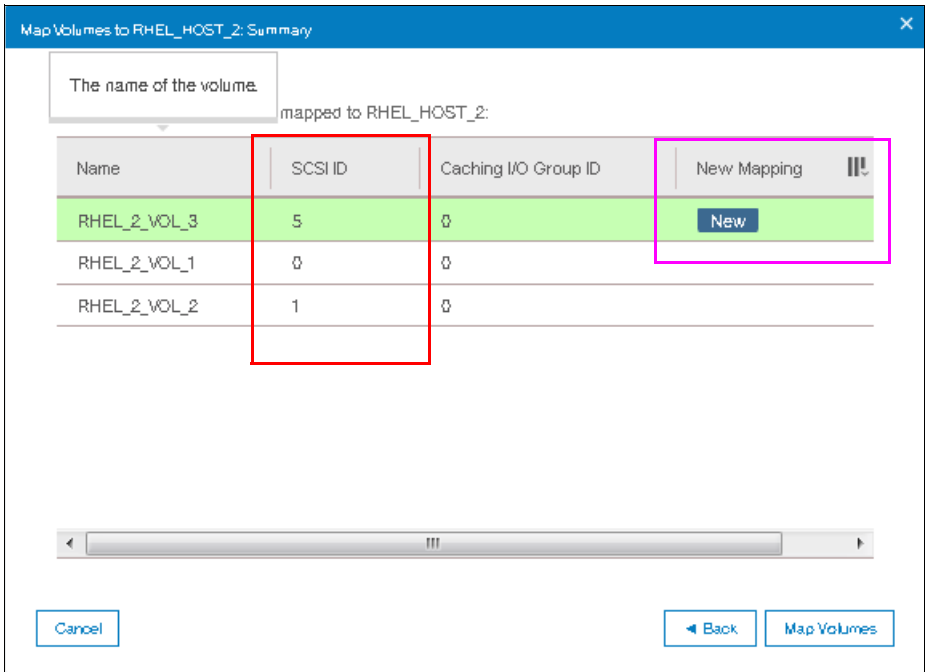 Map Volumes to RHEL_HOST_2: Summary
The name of the volume.
mapped to RHEL_HOST_2:
Name SCSI ID Caching I/O Group ID New Mapping
RHEL_2_VOL_3 5 0 New
RHEL_2_VOL_1 0 0
RHEL_2_VOL_2 1 0
Cancel Back Map Volumes